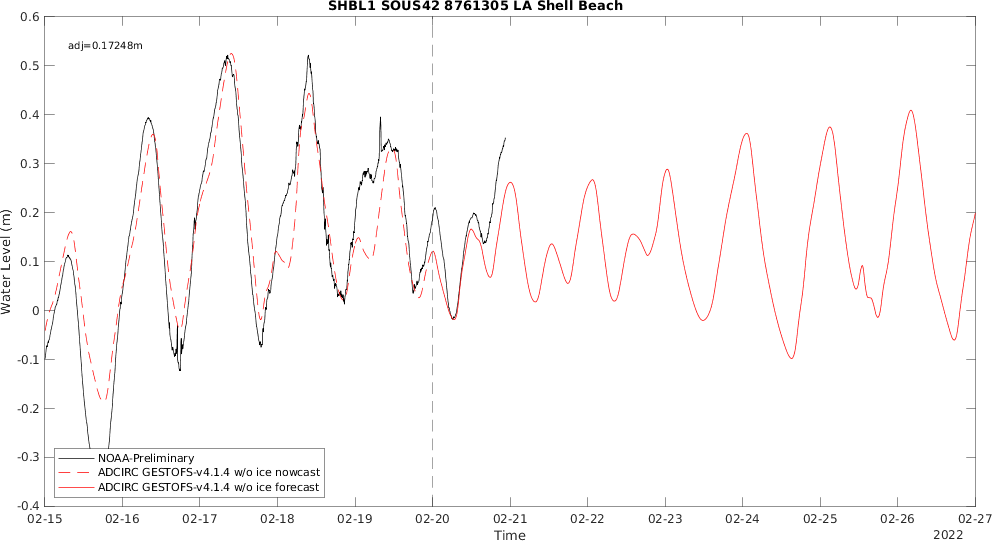 SHBL1 SOUS42 8761305 LA Shell Beach
adj=0.17248m
0.6
0.5
0.4
0.3
0.2
0.1
0
-0.1
-0.2
-0.3
-0.4
Water Level (m)
NOAA-Preliminary
ADCIRC GESTOFS-v4.1.4 w/o ice nowcast
ADCIRC GESTOFS-v4.1.4 w/o ice forecast
02-15 02-16 02-17 02-18 02-19 02-20 02-21 02-22 02-23 02-24 02-25 02-26 02-27
Time
2022